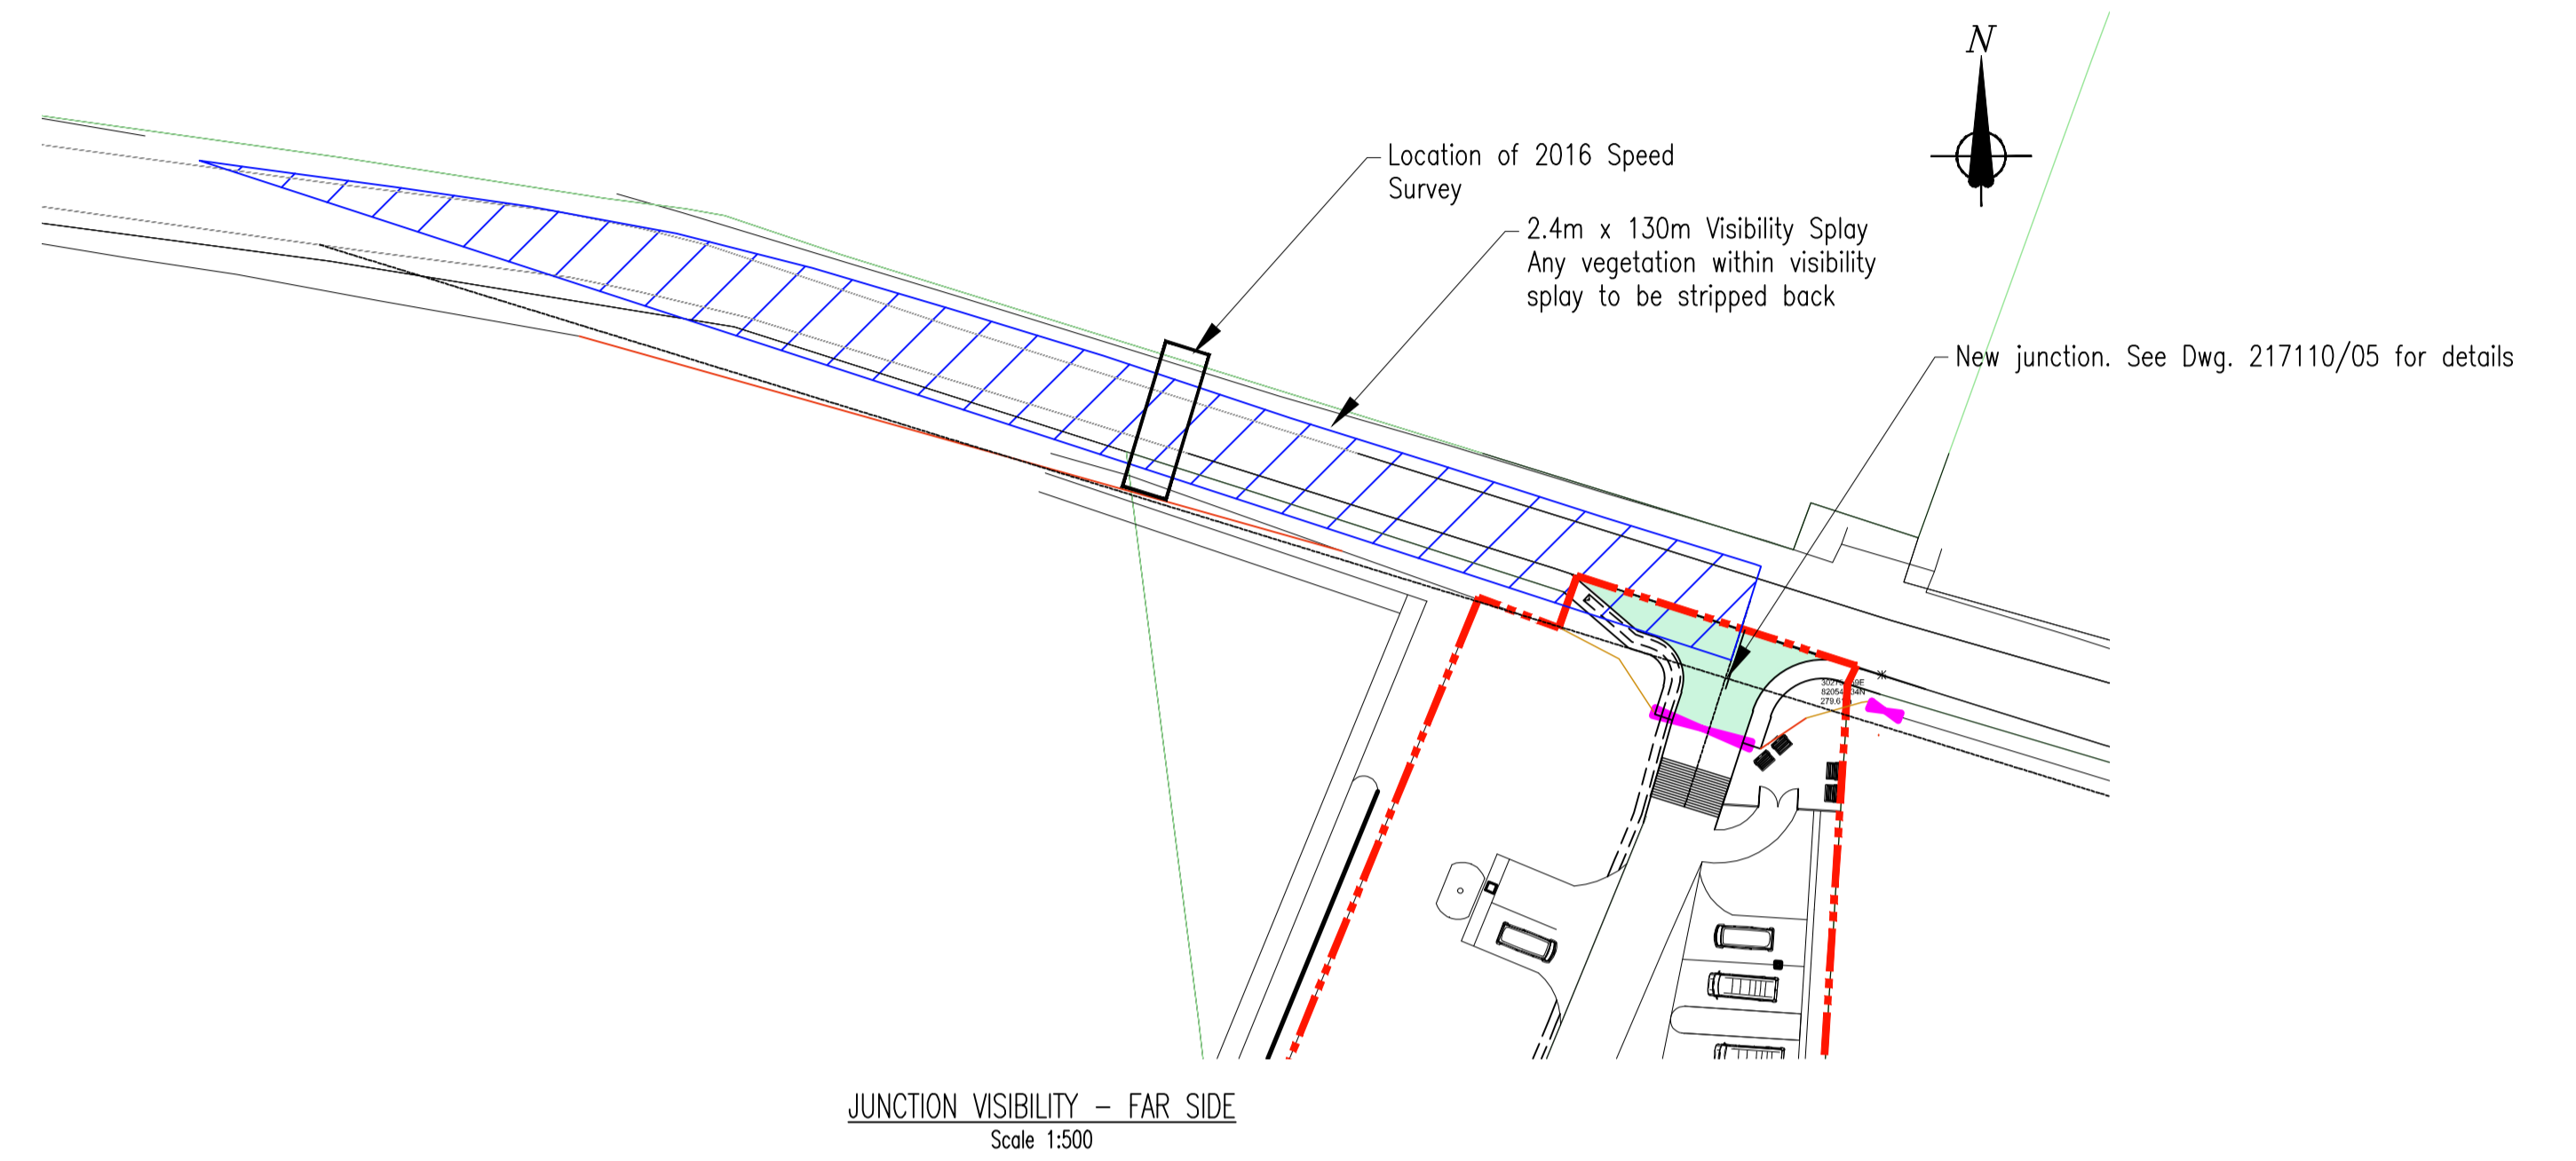 N
Location of 2016 Speed
Survey
2.4m x 130m Visibility Splay
Any vegetation within visibility
splay to be stripped back
New junction. See Dwg. 217110/05 for details
JUNCTION VISIBILITY – FAR SIDE
Scale 1:500